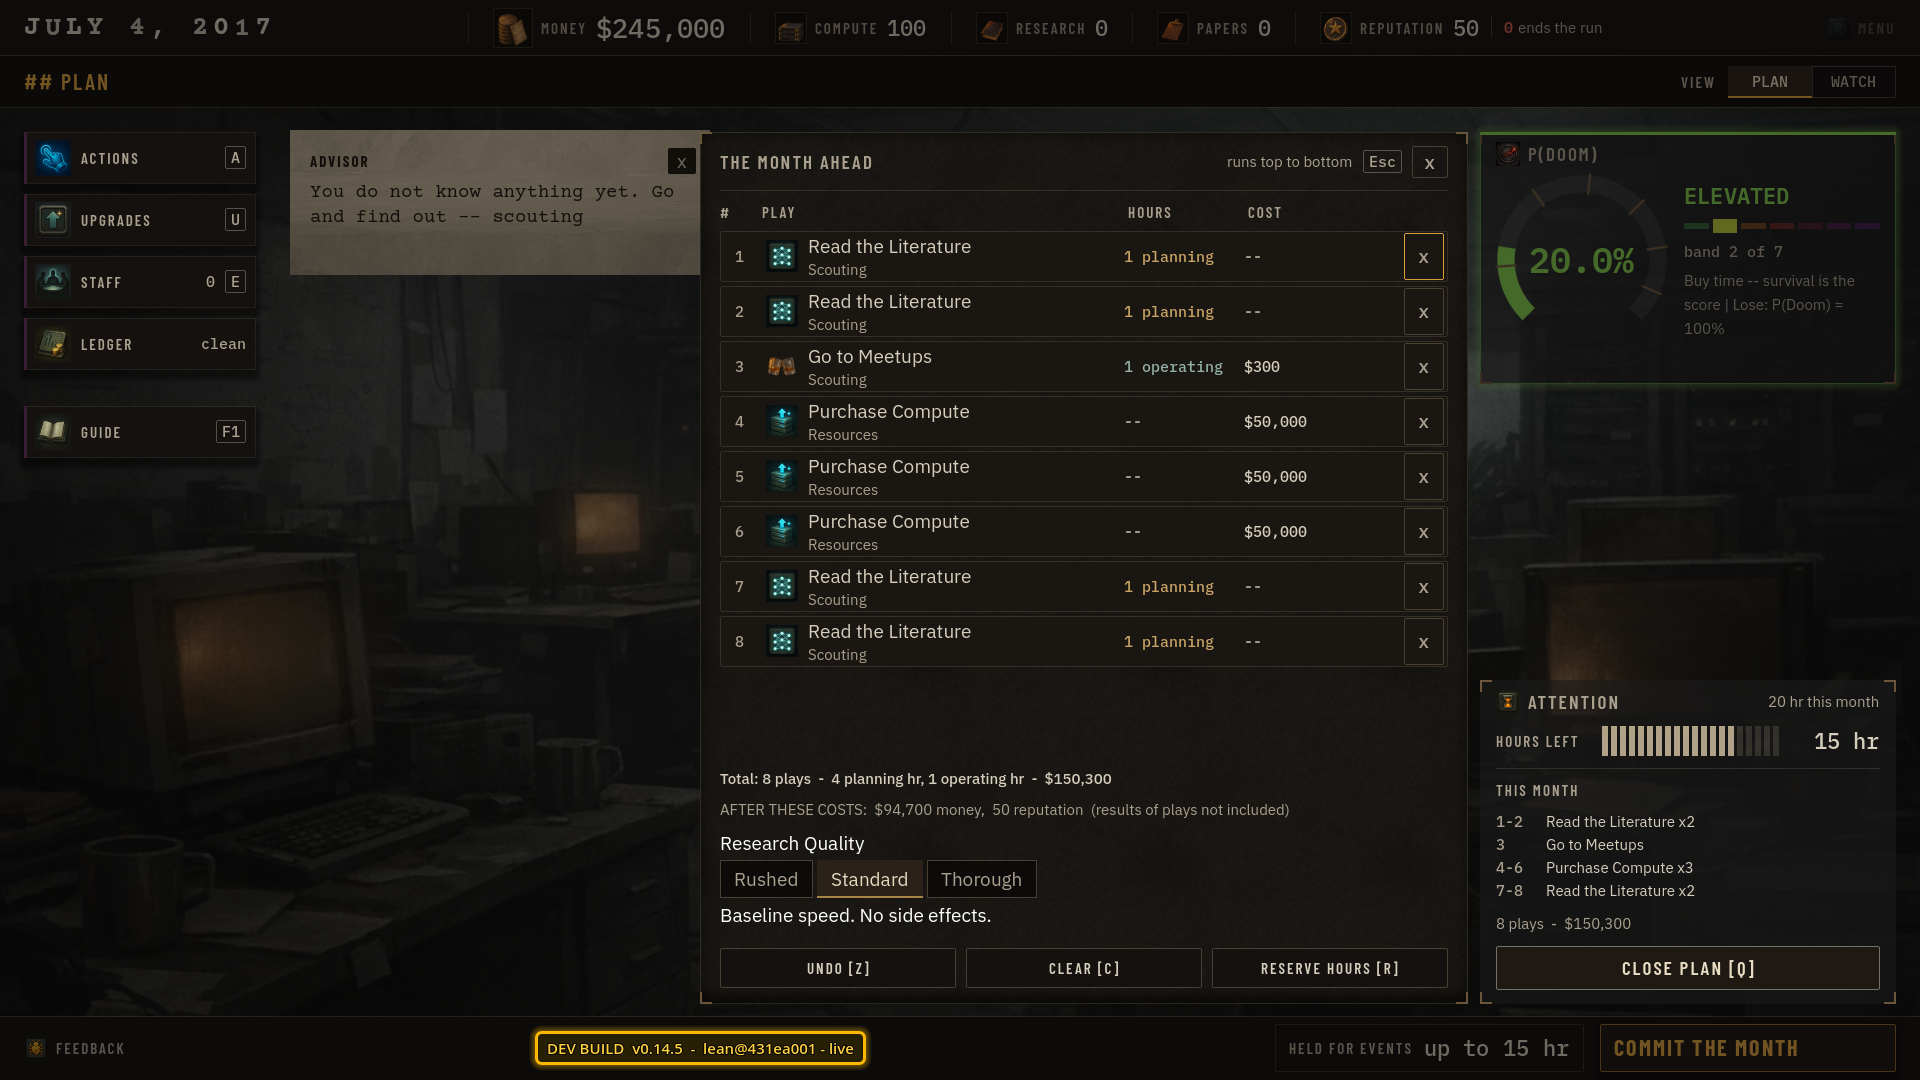 JULY 4, 2017
MONEY $245,000
COMPUTE 100
RESEARCH 0
PAPERS 0
REPUTATION 50
0 ends the run
MENU
## PLAN
VIEW PLAN WATCH
ACTIONS A
UPGRADES U
STAFF 0 E
LEDGER clean
GUIDE F1
ADVISOR x
You do not know anything yet. Go
and find out -- scouting
THE MONTH AHEAD runs top to bottom Esc x
# PLAY HOURS COST
1 Read the Literature 1 planning -- x
Scouting
2 Read the Literature 1 planning -- x
Scouting
3 Go to Meetups 1 operating $300 x
Scouting
4 Purchase Compute -- $50,000 x
Resources
5 Purchase Compute -- $50,000 x
Resources
6 Purchase Compute -- $50,000 x
Resources
7 Read the Literature 1 planning -- x
Scouting
8 Read the Literature 1 planning -- x
Scouting
Total: 8 plays - 4 planning hr, 1 operating hr - $150,300
AFTER THESE COSTS: $94,700 money, 50 reputation (results of plays not included)
Research Quality
Rushed Standard Thorough
Baseline speed. No side effects.
UNDO [Z] CLEAR [C] RESERVE HOURS [R]
P(DOOM)
20.0%
ELEVATED
band 2 of 7
Buy time -- survival is the
score | Lose: P(Doom) =
100%
ATTENTION 20 hr this month
HOURS LEFT 15 hr
THIS MONTH
1-2 Read the Literature x2
3 Go to Meetups
4-6 Purchase Compute x3
7-8 Read the Literature x2
8 plays - $150,300
CLOSE PLAN [Q]
FEEDBACK
DEV BUILD v0.14.5 - lean@431ea001 - live
HELD FOR EVENTS up to 15 hr
COMMIT THE MONTH